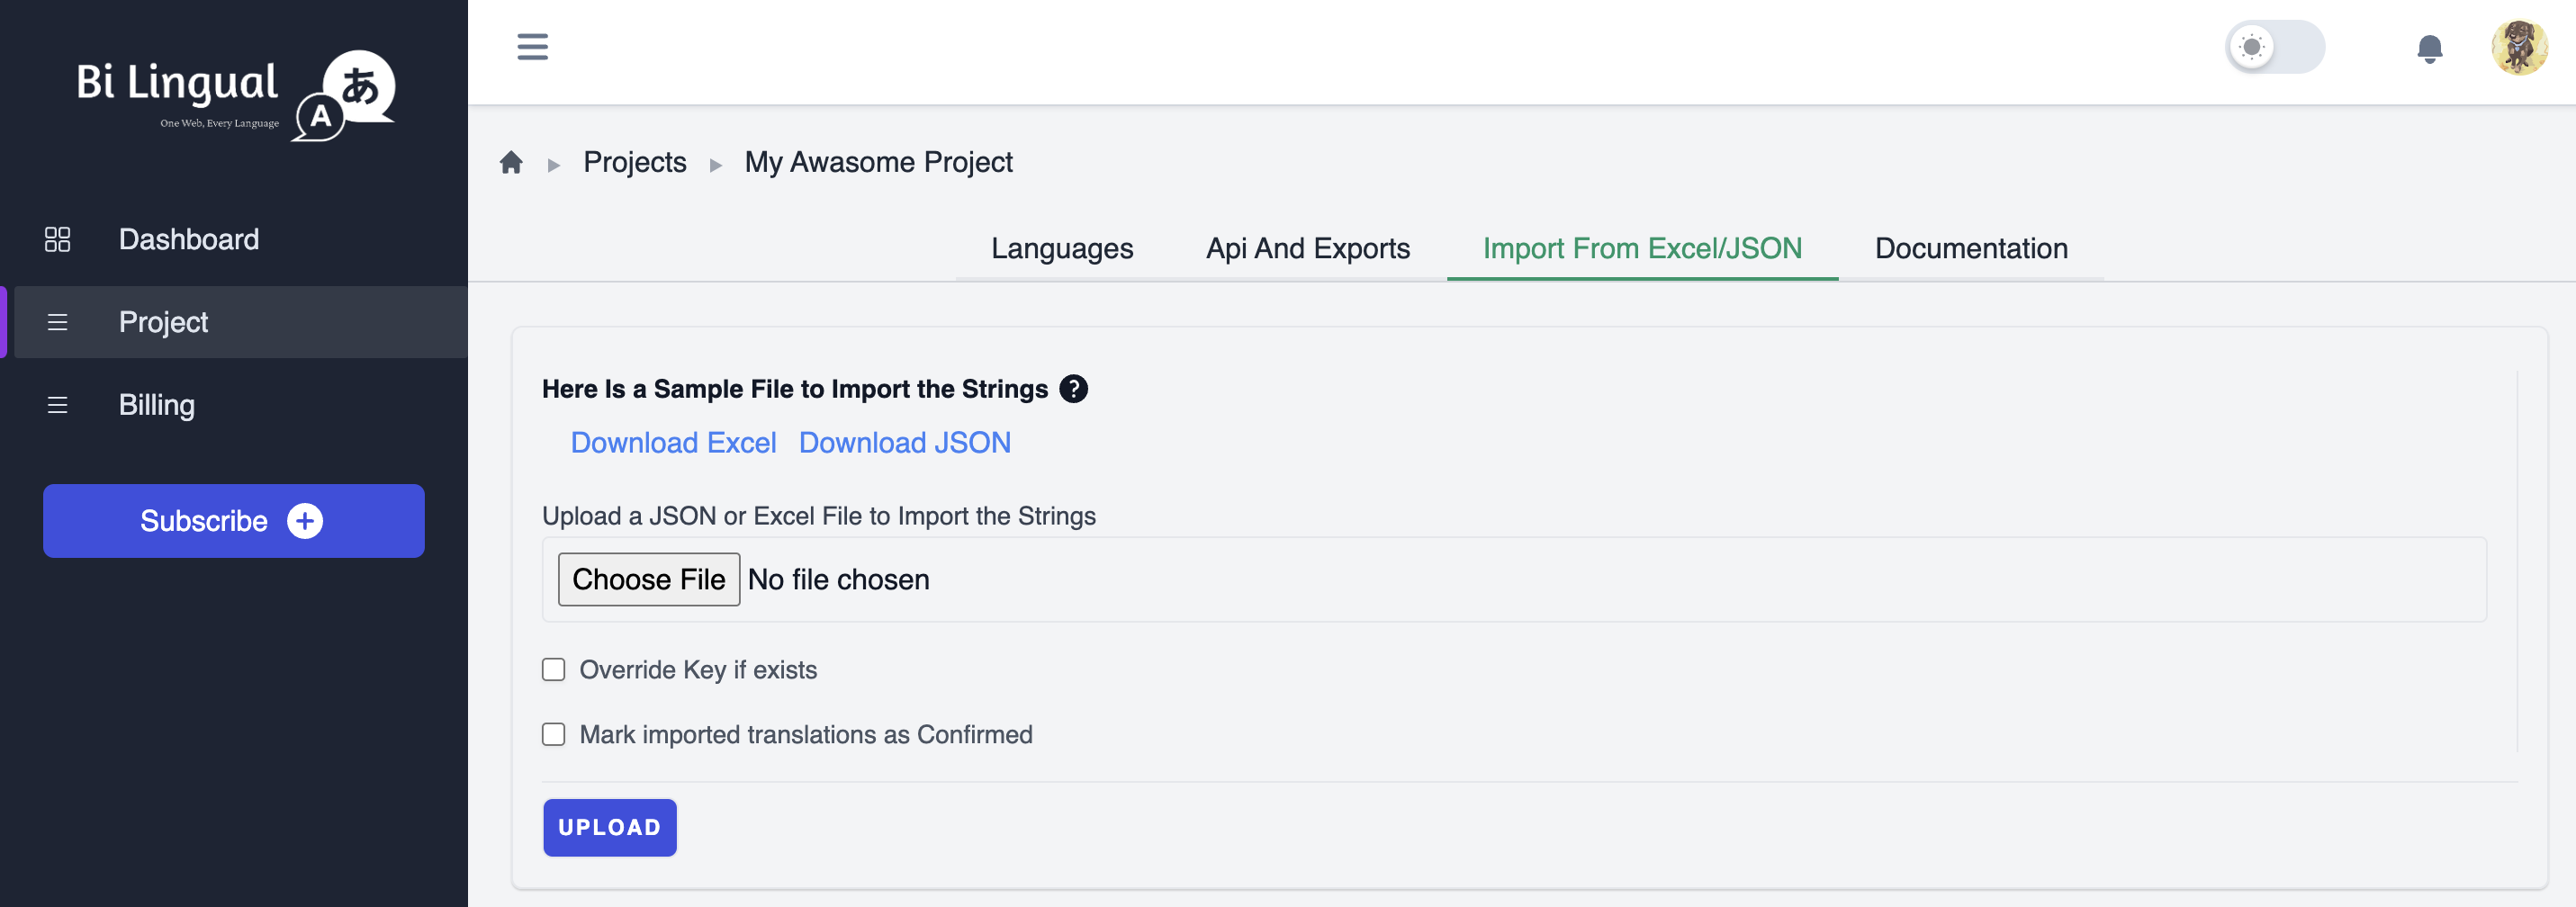 Bi Lingual
One Web, Every Language
A
あ
Dashboard
Project
Billing
Subscribe
Projects
My Awasome Project
Languages
Api And Exports
Import From Excel/JSON
Documentation
Here Is a Sample File to Import the Strings ?
Download Excel Download JSON
Upload a JSON or Excel File to Import the Strings
Choose File No file chosen
Override Key if exists
Mark imported translations as Confirmed
UPLOAD